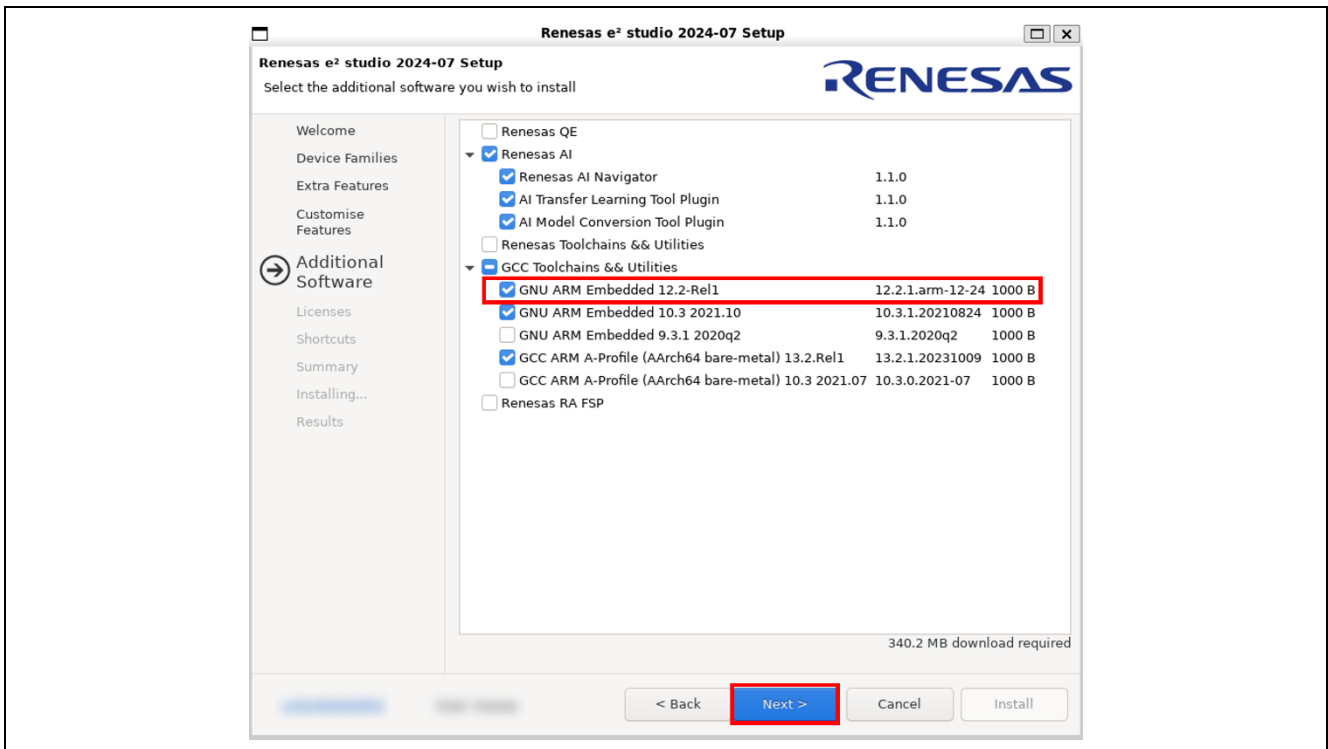 Renesas e² studio 2024-07 Setup
Renesas e² studio 2024-07 Setup
Select the additional software you wish to install
RENESAS
Welcome
Device Families
Extra Features
Customise
Features
Additional
Software
Licenses
Shortcuts
Summary
Installing...
Results
Renesas QE
Renesas AI
Renesas AI Navigator 1.1.0
AI Transfer Learning Tool Plugin 1.1.0
AI Model Conversion Tool Plugin 1.1.0
Renesas Toolchains && Utilities
GCC Toolchains && Utilities
GNU ARM Embedded 12.2-Rel1 12.2.1.arm-12-24 1000 B
GNU ARM Embedded 10.3 2021.10 10.3.1.20210824 1000 B
GNU ARM Embedded 9.3.1 2020q2 9.3.1.2020q2 1000 B
GCC ARM A-Profile (AArch64 bare-metal) 13.2.Rel1 13.2.1.20231009 1000 B
GCC ARM A-Profile (AArch64 bare-metal) 10.3 2021.07 10.3.0.2021-07 1000 B
Renesas RA FSP
340.2 MB download required
< Back Next > Cancel Install